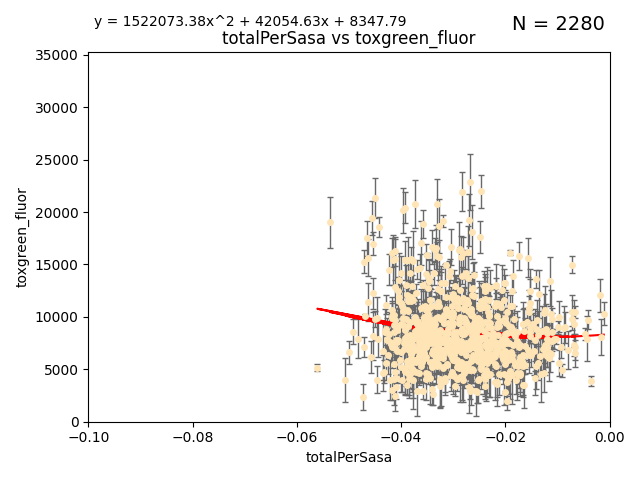 y = 1522073.38x^2 + 42054.63x + 8347.79
N = 2280
totalPerSasa vs toxgreen_fluor
35000
30000
25000
20000
15000
10000
5000
0
toxgreen_fluor
−0.10
−0.08
−0.06
−0.04
−0.02
0.00
totalPerSasa